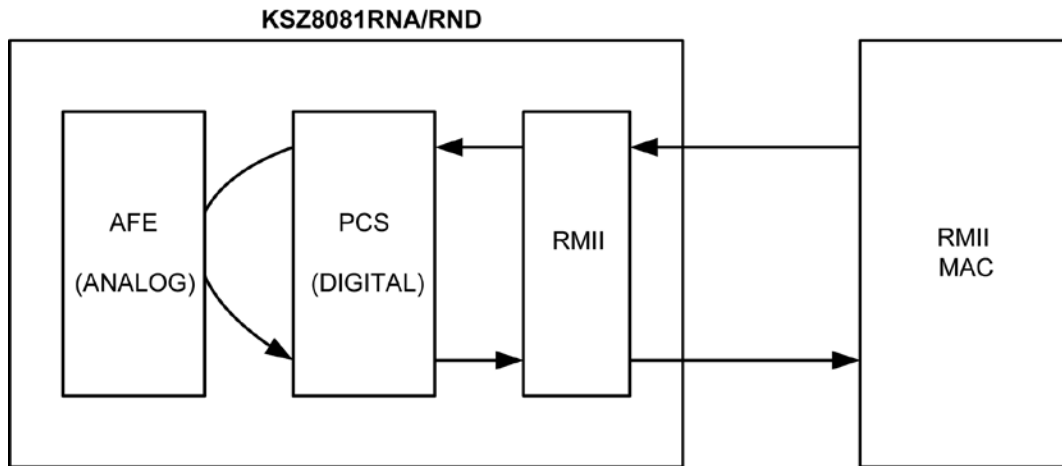 KSZ8081RNA/RND
AFE
(ANALOG)
PCS
(DIGITAL)
RMII
RMII
MAC